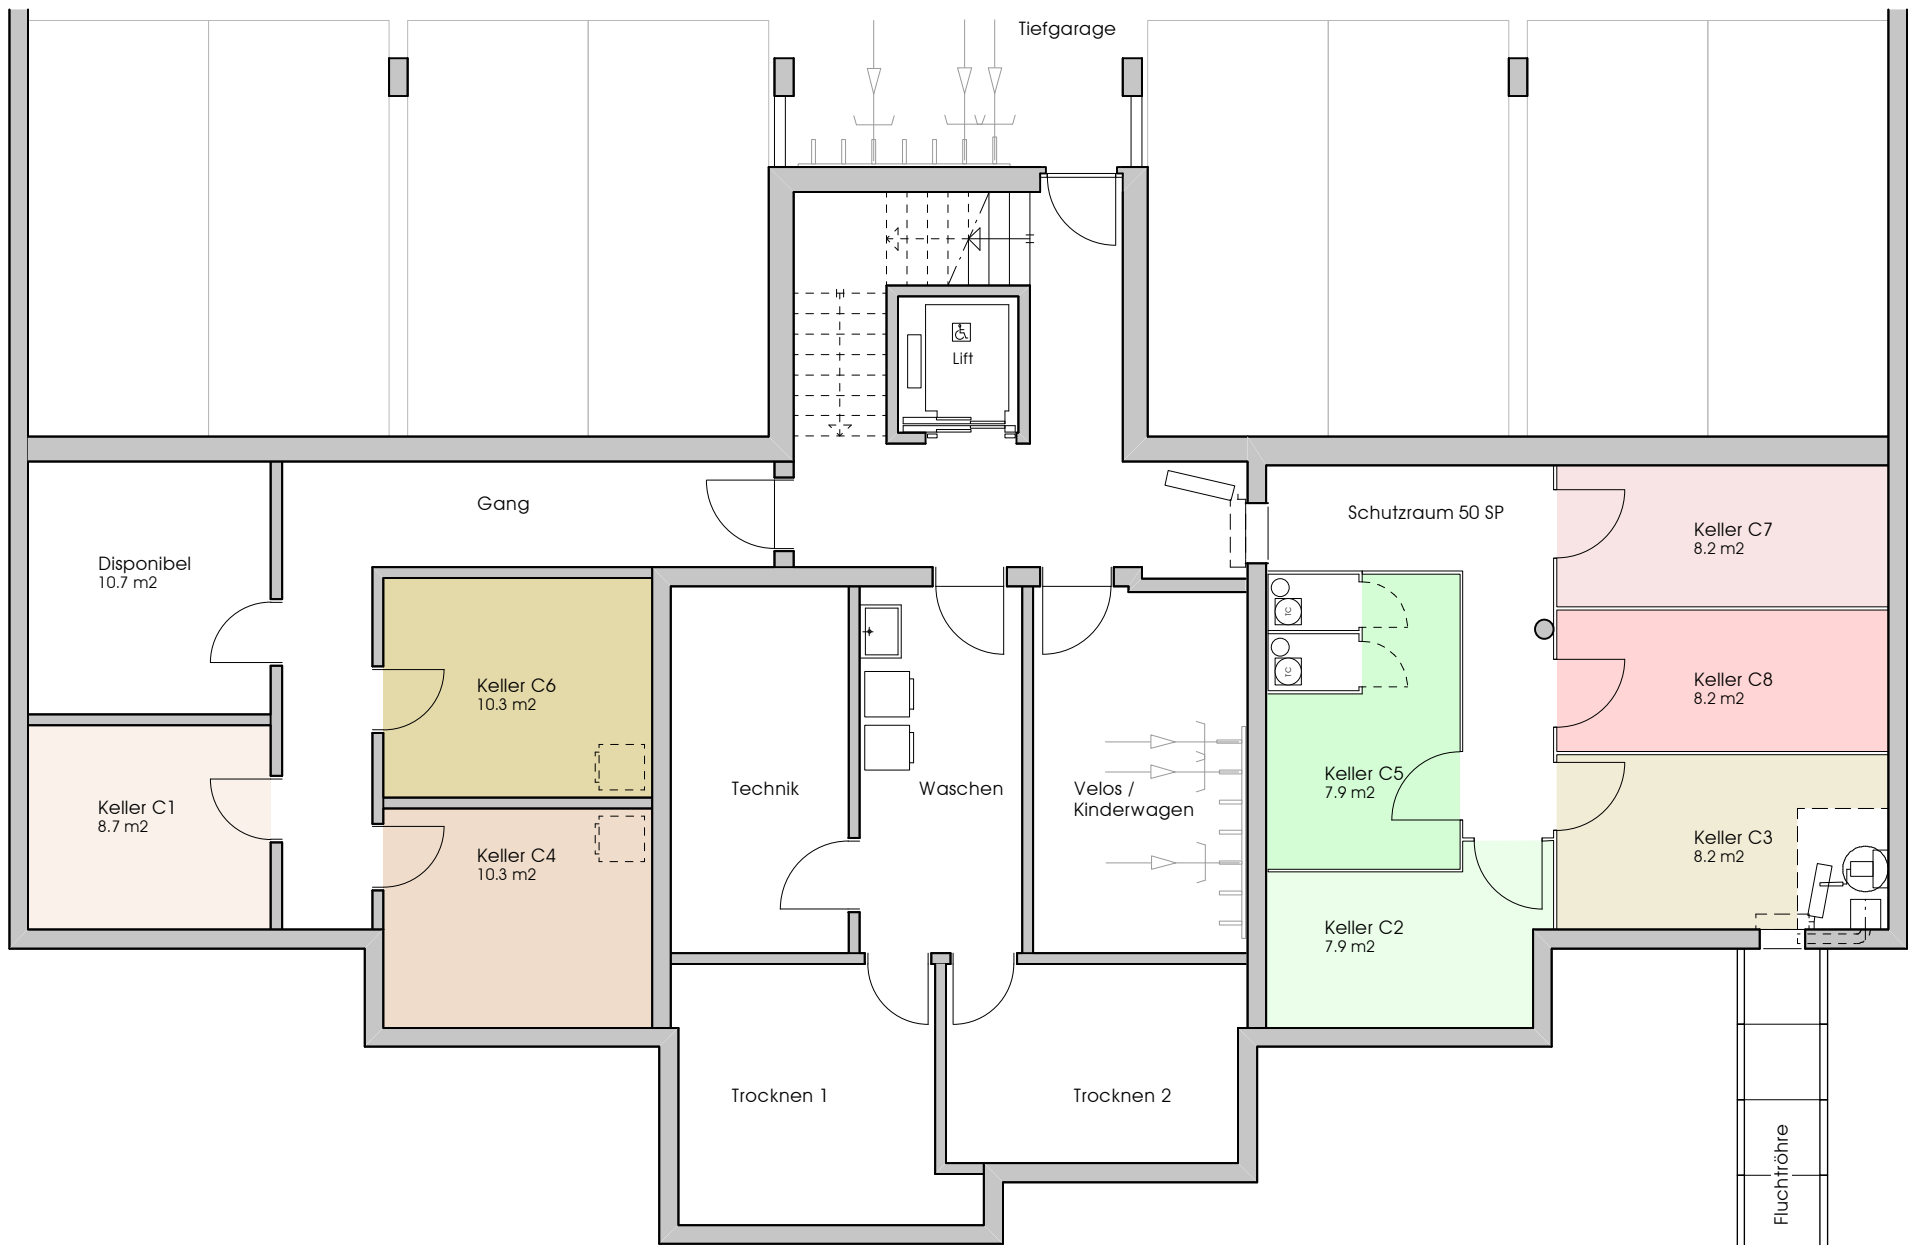 Tiefgarage
Lift
Gang
Schutzraum 50 SP
Disponibel
10.7 m2
Keller C7
8.2 m2
TC
TC
Keller C6
10.3 m2
Keller C8
8.2 m2
Keller C1
8.7 m2
Technik
Waschen
Velos /
Kinderwagen
Keller C5
7.9 m2
Keller C4
10.3 m2
Keller C3
8.2 m2
Keller C2
7.9 m2
Trocknen 1
Trocknen 2
Fluchtröhre